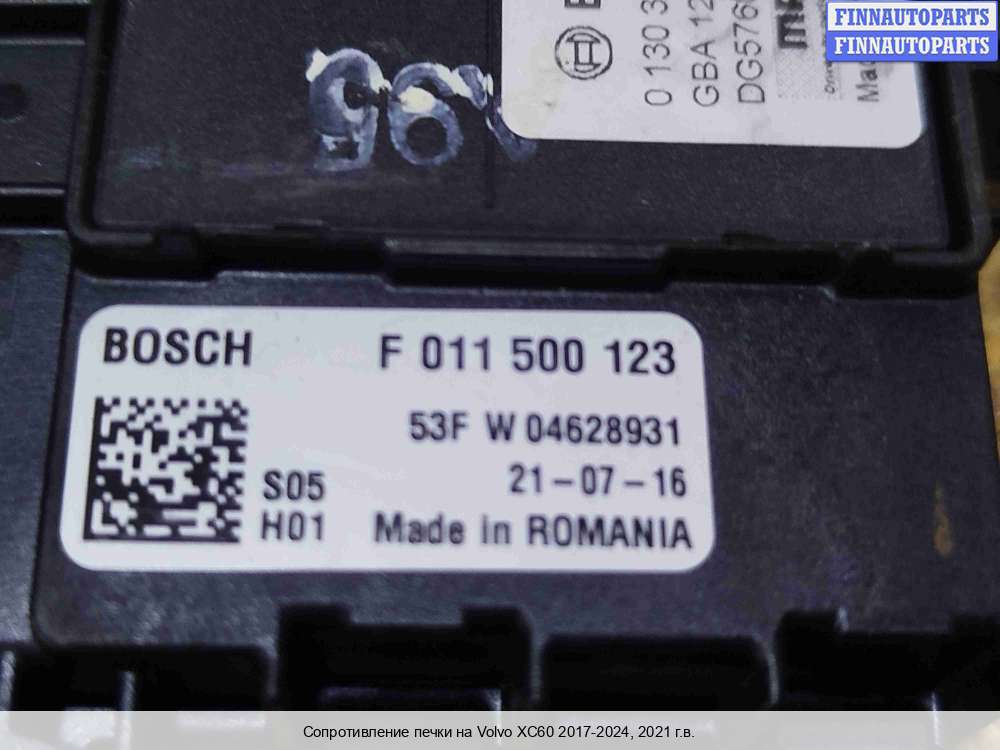 FINNAUTOPARTS
FINNAUTOPARTS
0 130 3
GBA 12
DG576
BOSCH
F 011 500 123
53F W 04628931
S05
21-07-16
H01
Made in ROMANIA
Сопротивление печки на Volvo XC60 2017-2024, 2021 г.в.